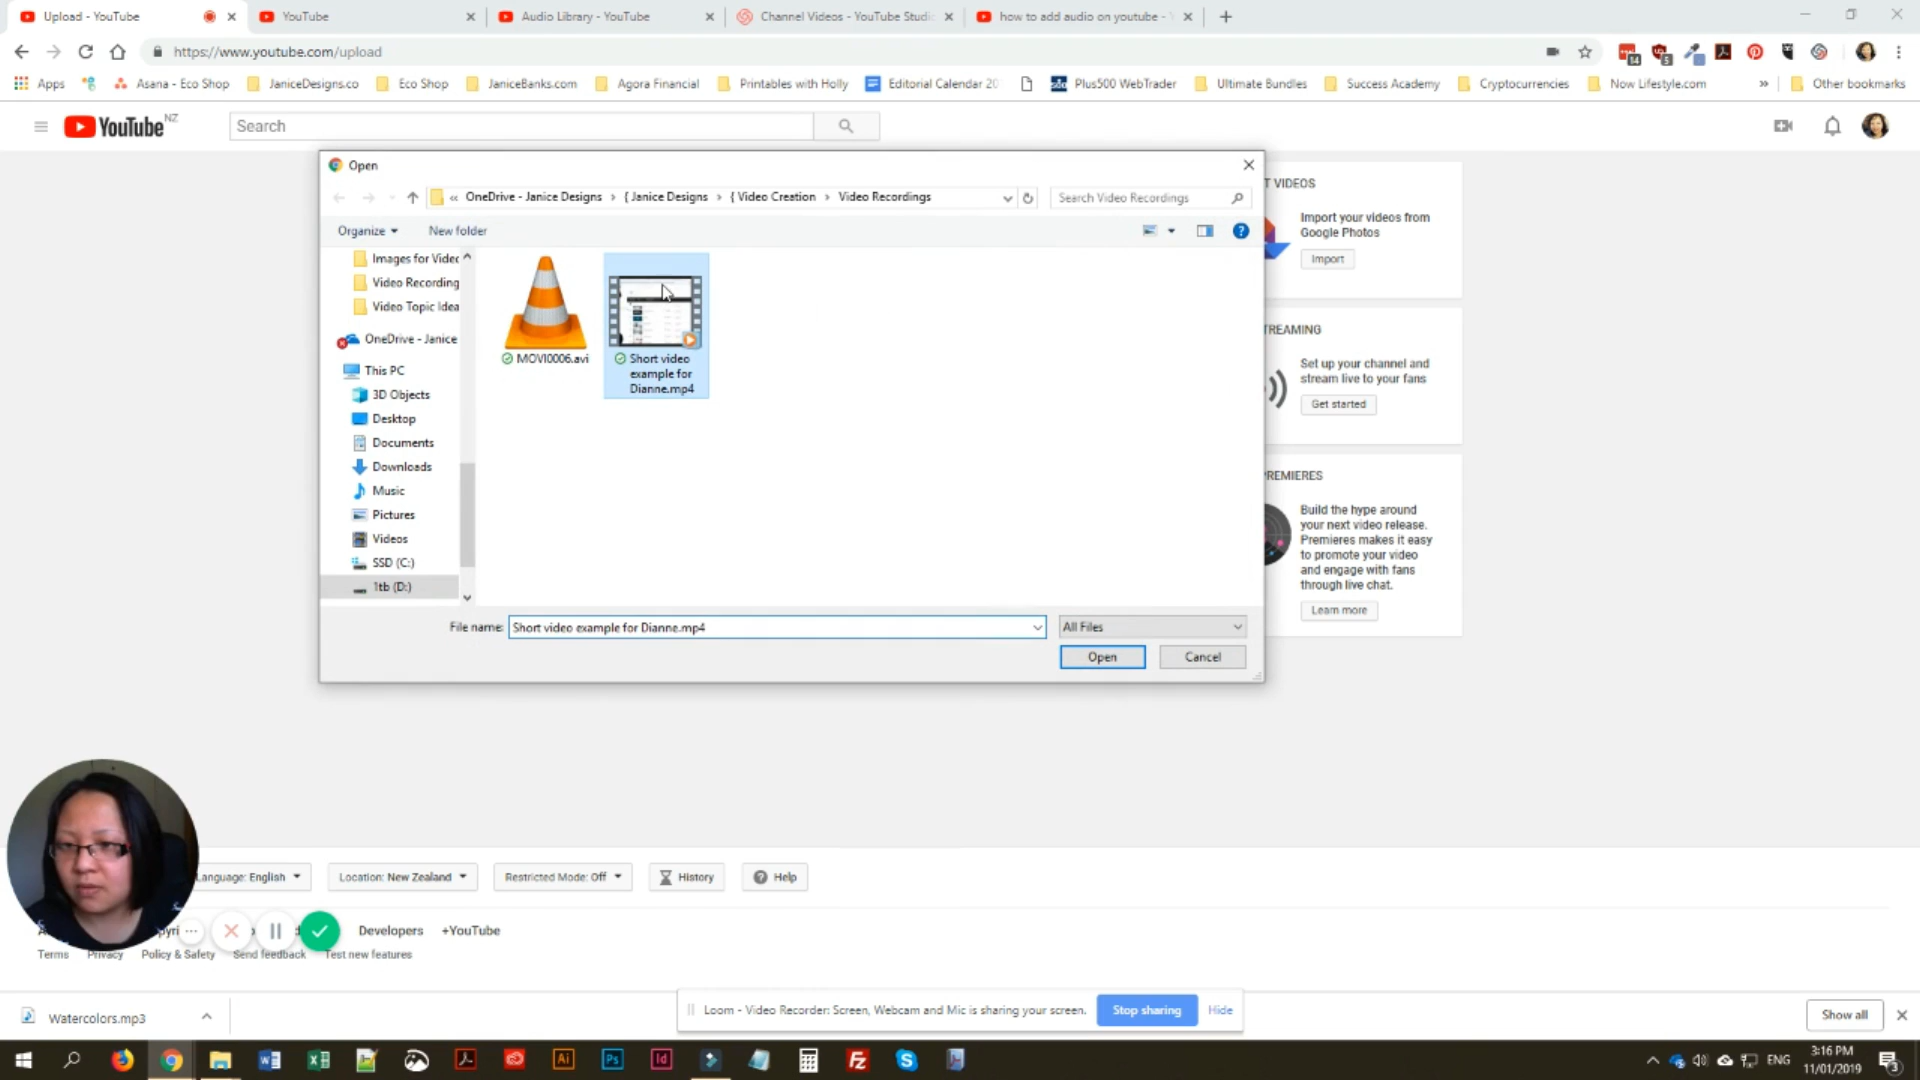 Upload - YouTube
YouTube
Audio Library - YouTube
Channel Videos - YouTube Studio
how to add audio on youtube -
https://www.youtube.com/upload
14
5
Apps
Asana - Eco Shop
JaniceDesigns.co
Eco Shop
JaniceBanks.com
Agora Financial
Printables with Holly
Editorial Calendar 20
Plus500 WebTrader
Ultimate Bundles
Success Academy
Cryptocurrencies
Now Lifestyle.com
»
Other bookmarks
YouTube NZ
Search
Open
« OneDrive - Janice Designs › { Janice Designs › { Video Creation › Video Recordings
Search Video Recordings
Organize
New folder
Images for Videc
Video Recording
Video Topic Idea
OneDrive - Janice
This PC
3D Objects
Desktop
Documents
Downloads
Music
Pictures
Videos
SSD (C:)
1tb (D:)
MOVI0006.avi
Short video
example for
Dianne.mp4
File name:
Short video example for Dianne.mp4
All Files
Open
Cancel
T VIDEOS
Import your videos from
Google Photos
Import
TREAMING
Set up your channel and
stream live to your fans
Get started
REMIERES
Build the hype around
your next video release.
Premieres makes it easy
to promote your video
and engage with fans
through live chat.
Learn more
Language: English
Location: New Zealand
Restricted Mode: Off
History
Help
Developers
+YouTube
Terms
Privacy
Policy & Safety
Send feedback
Test new features
Loom - Video Recorder: Screen, Webcam and Mic is sharing your screen.
Stop sharing
Hide
Watercolors.mp3
Show all
W
X
Ai
Ps
Id
Fz
S
ENG
3:16 PM
11/01/2019
3